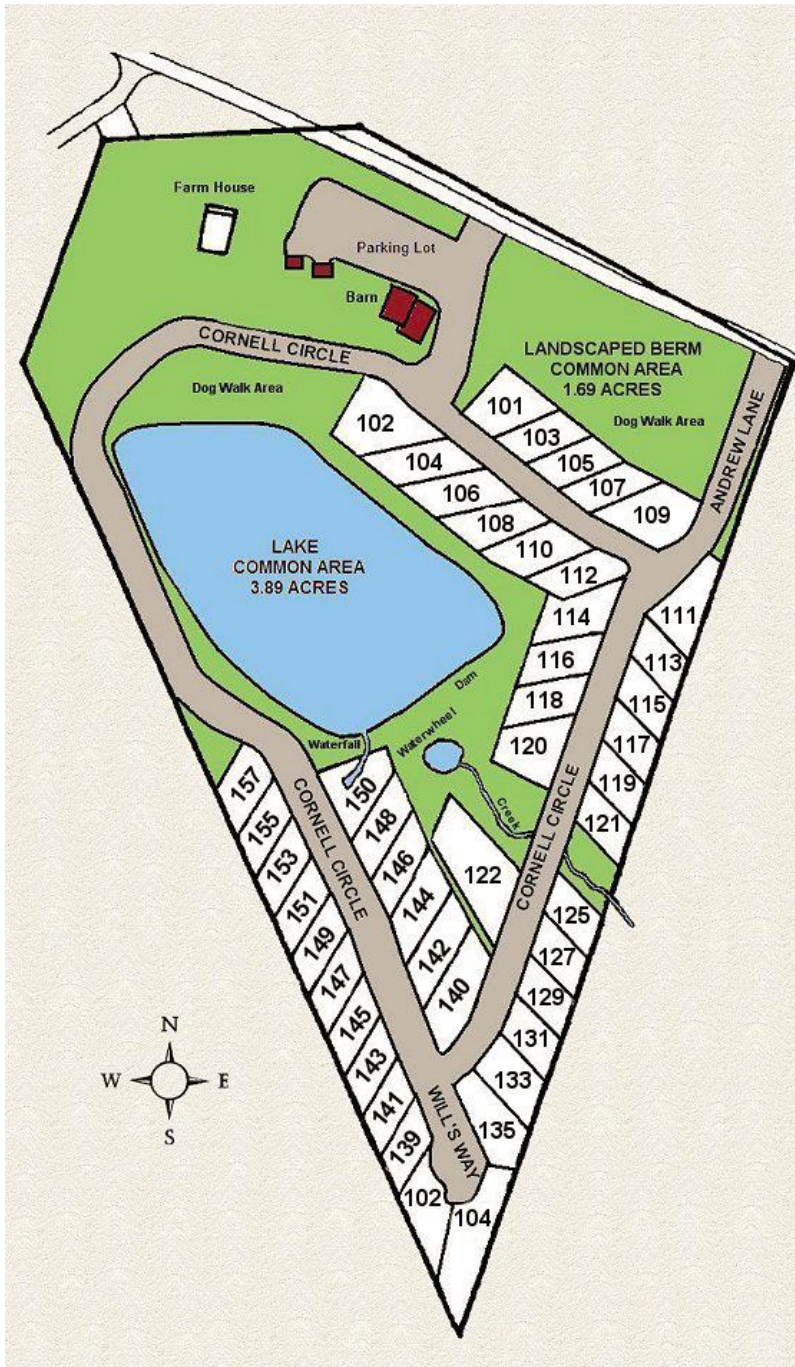 Farm House
Parking Lot
Barn
CORNELL CIRCLE
LANDSCAPED BERM
COMMON AREA
1.69 ACRES
Dog Walk Area
Dog Walk Area
ANDREW LANE
102
101
103
104
105
106
107
108
109
110
112
LAKE
COMMON AREA
3.89 ACRES
114
111
116
113
118
115
120
117
119
121
Dam
Waterwheel
Waterfall
Creek
CORNELL CIRCLE
CORNELL CIRCLE
157
150
155
148
153
146
122
151
144
125
149
142
127
147
140
129
145
131
143
133
141
135
139
WILL'S WAY
102
104
N
W
E
S